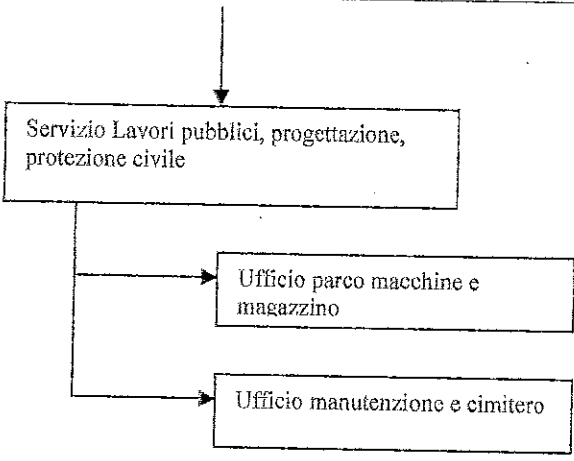 Servizio Lavori pubblici, progettazione,
protezione civile
Ufficio parco macchine e
magazzino
Ufficio manutenzione e cimitero